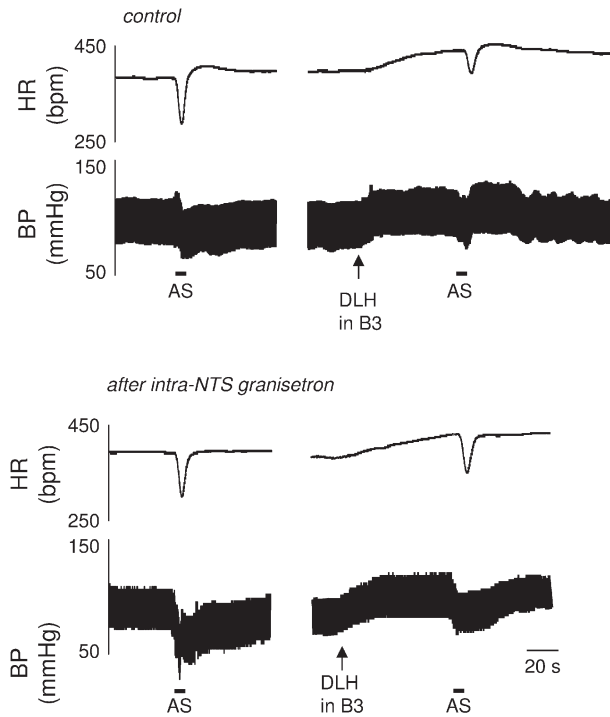 control
450
HR
(bpm)
250
150
BP
(mmHg)
50
AS
DLH
in B3
AS
after intra-NTS granisetron
450
HR
(bpm)
250
150
BP
(mmHg)
50
AS
DLH
in B3
AS
20 s